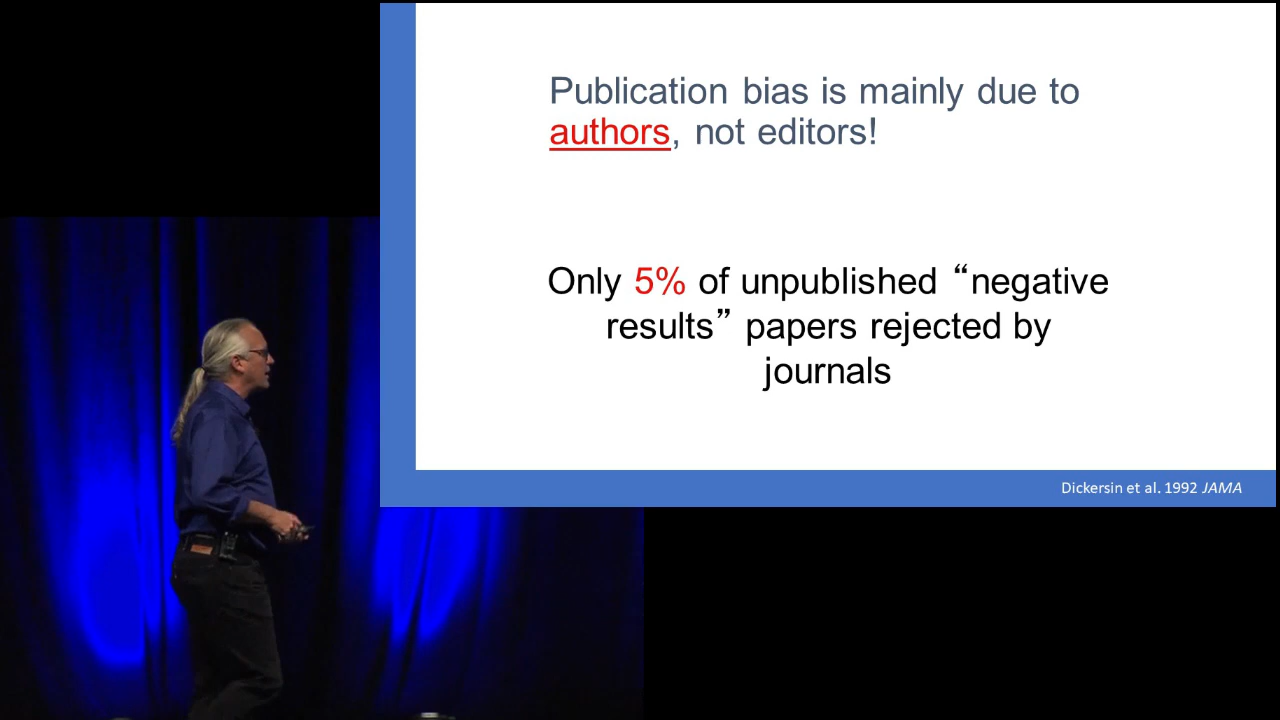 Publication bias is mainly due to
authors, not editors!
Only 5% of unpublished “negative
results” papers rejected by
journals
Dickersin et al. 1992 JAMA